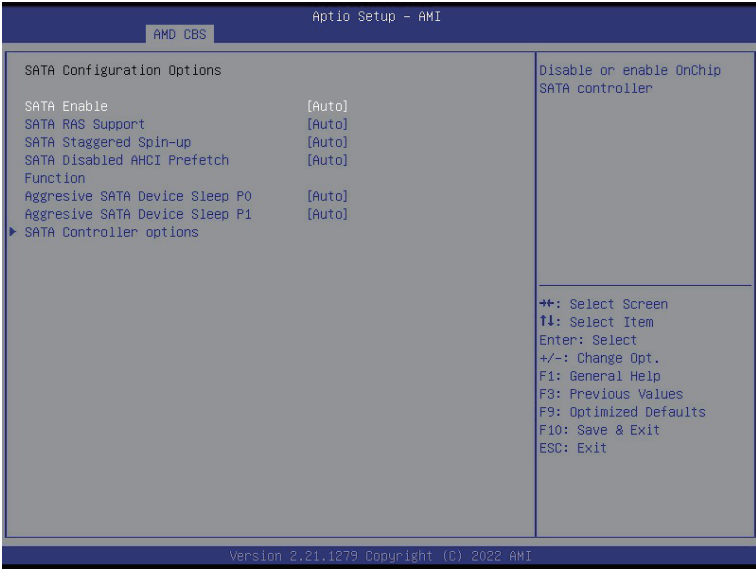 Aptio Setup – AMI
AMD CBS
SATA Configuration Options
SATA Enable [Auto]
SATA RAS Support [Auto]
SATA Staggered Spin-up [Auto]
SATA Disabled AHCI Prefetch [Auto]
Function
Aggresive SATA Device Sleep P0 [Auto]
Aggresive SATA Device Sleep P1 [Auto]
▶ SATA Controller options
Disable or enable OnChip
SATA controller
→←: Select Screen
↑↓: Select Item
Enter: Select
+/-: Change Opt.
F1: General Help
F3: Previous Values
F9: Optimized Defaults
F10: Save & Exit
ESC: Exit
Version 2.21.1279 Copyright (C) 2022 AMI